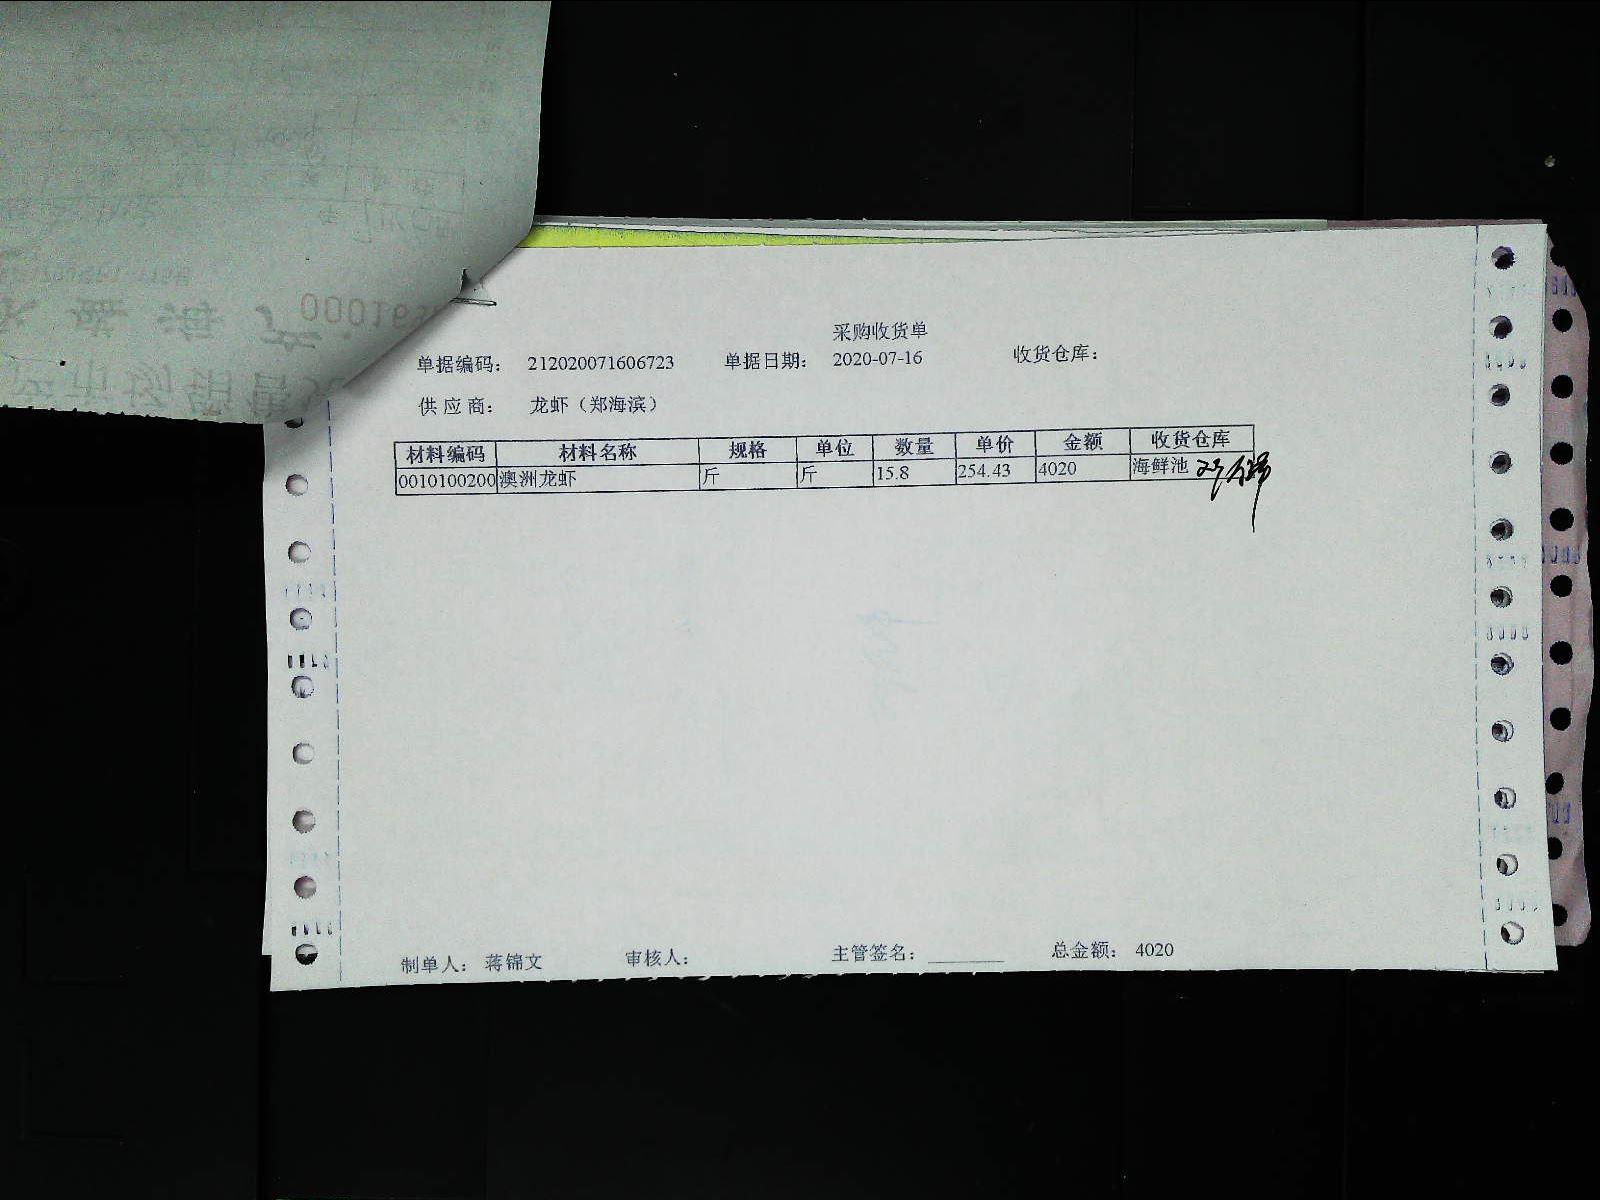 采购收货单
单据编码： 212020071606723 单据日期： 2020-07-16 收货仓库：
供应商： 龙虾（郑海滨）
材料编码 材料名称 规格 单位 数量 单价 金额 收货仓库
0010100200 澳洲龙虾 斤 斤 15.8 254.43 4020 海鲜池
制单人： 蒋锦文 审核人： 主管签名： 总金额： 4020